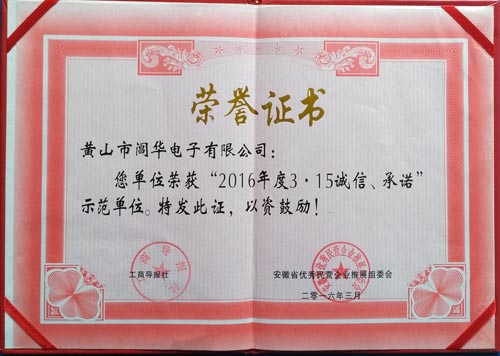 荣誉证书
黄山市阊华电子有限公司：
您单位荣获“2016年度3·15诚信、承诺”
示范单位。特发此证，以资鼓励！
工商导报社
安徽省优秀民营企业推展组委会
二零一六年三月